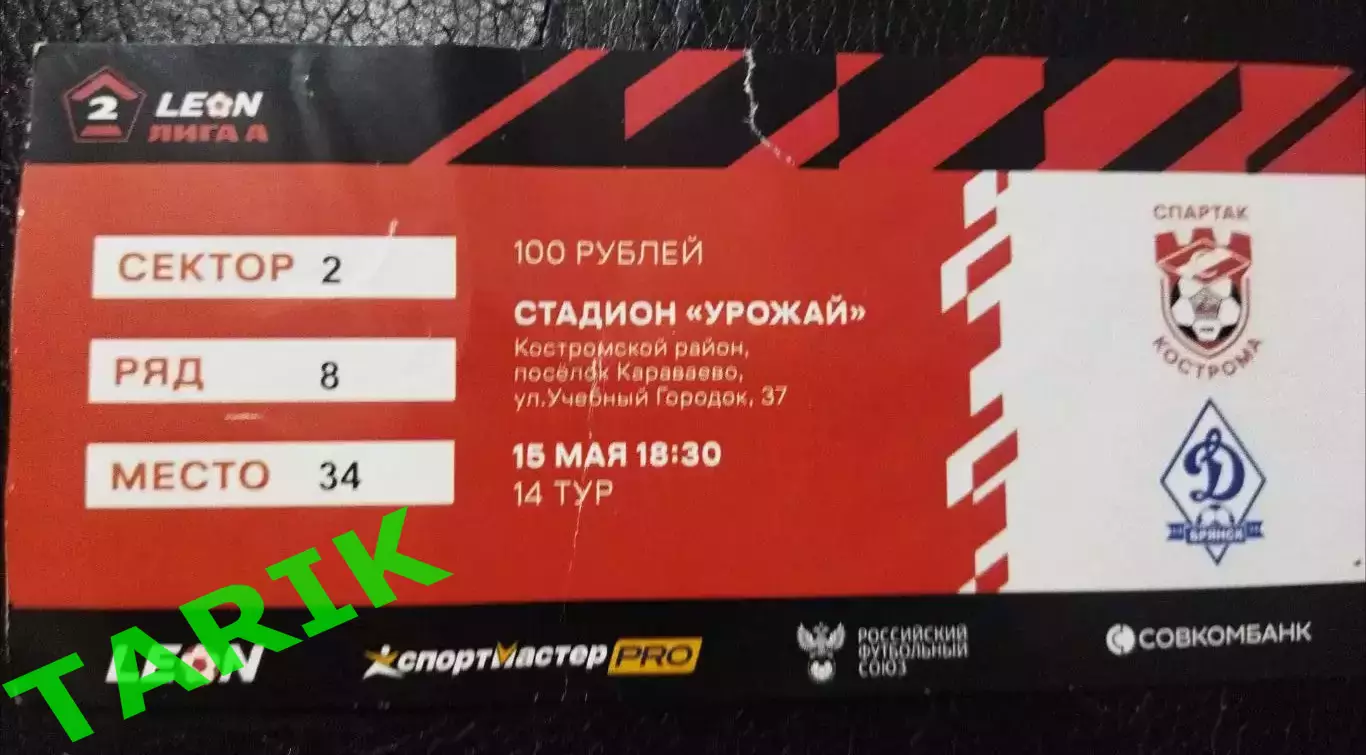 2 LEON
ЛИГА А
СЕКТОР 2
РЯД 8
МЕСТО 34
100 РУБЛЕЙ
СТАДИОН «УРОЖАЙ»
Костромской район,
посёлок Караваево,
ул.Учебный Городок, 37
15 МАЯ 18:30
14 ТУР
СПАРТАК
КОСТРОМА
Д
БРЯНСК
TARIK
LEON
СПОРТМАСТЕР PRO
РОССИЙСКИЙ
ФУТБОЛЬНЫЙ
СОЮЗ
СОВКОМБАНК